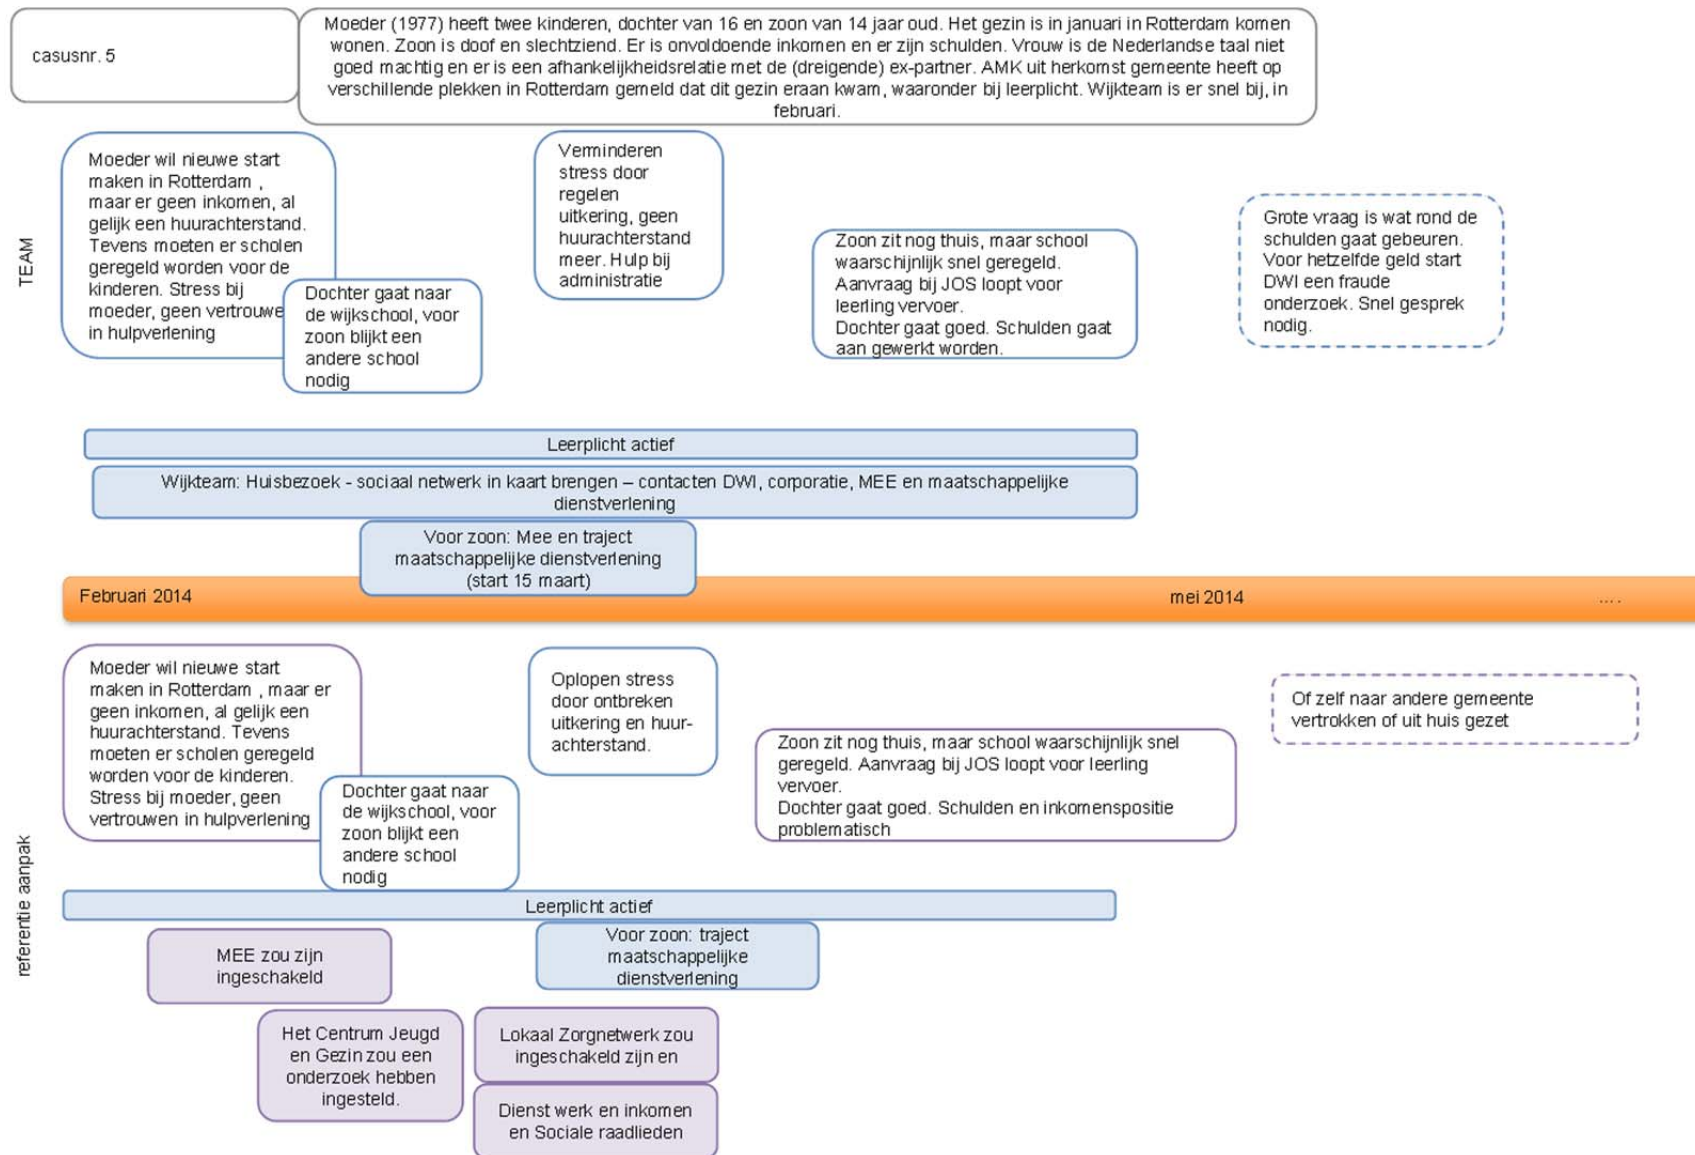 casusnr. 5
Moeder (1977) heeft twee kinderen, dochter van 16 en zoon van 14 jaar oud. Het gezin is in januari in Rotterdam komen
wonen. Zoon is doof en slechtziend. Er is onvoldoende inkomen en er zijn schulden. Vrouw is de Nederlandse taal niet
goed machtig en er is een afhankelijkheidsrelatie met de (dreigende) ex-partner. AMK uit herkomst gemeente heeft op
verschillende plekken in Rotterdam gemeld dat dit gezin eraan kwam, waaronder bij leerplicht. Wijkteam is er snel bij, in
februari.
TEAM
Moeder wil nieuwe start
maken in Rotterdam ,
maar er geen inkomen, al
gelijk een huurachterstand.
Tevens moeten er scholen
geregeld worden voor de
kinderen. Stress bij
moeder, geen vertrouwe
in hulpverlening
Dochter gaat naar
de wijkschool, voor
zoon blijkt een
andere school
nodig
Verminderen
stress door
regelen
uitkering, geen
huurachterstand
meer. Hulp bij
administratie
Zoon zit nog thuis, maar school
waarschijnlijk snel geregeld.
Aanvraag bij JOS loopt voor
leerling vervoer.
Dochter gaat goed. Schulden gaat
aan gewerkt worden.
Grote vraag is wat rond de
schulden gaat gebeuren.
Voor hetzelfde geld start
DWI een fraude
onderzoek. Snel gesprek
nodig.
Leerplicht actief
Wijkteam: Huisbezoek - sociaal netwerk in kaart brengen – contacten DWI, corporatie, MEE en maatschappelijke
dienstverlening
Voor zoon: Mee en traject
maatschappelijke dienstverlening
(start 15 maart)
Februari 2014
mei 2014
....
referentie aanpak
Moeder wil nieuwe start
maken in Rotterdam , maar er
geen inkomen, al gelijk een
huurachterstand. Tevens
moeten er scholen geregeld
worden voor de kinderen.
Stress bij moeder, geen
vertrouwen in hulpverlening
Dochter gaat naar
de wijkschool, voor
zoon blijkt een
andere school
nodig
Oplopen stress
door ontbreken
uitkering en huur-
achterstand.
Zoon zit nog thuis, maar school waarschijnlijk snel
geregeld. Aanvraag bij JOS loopt voor leerling
vervoer.
Dochter gaat goed. Schulden en inkomenspositie
problematisch
Of zelf naar andere gemeente
vertrokken of uit huis gezet
Leerplicht actief
MEE zou zijn
ingeschakeld
Voor zoon: traject
maatschappelijke
dienstverlening
Het Centrum Jeugd
en Gezin zou een
onderzoek hebben
ingesteld.
Lokaal Zorgnetwerk zou
ingeschakeld zijn en
Dienst werk en inkomen
en Sociale raadlieden